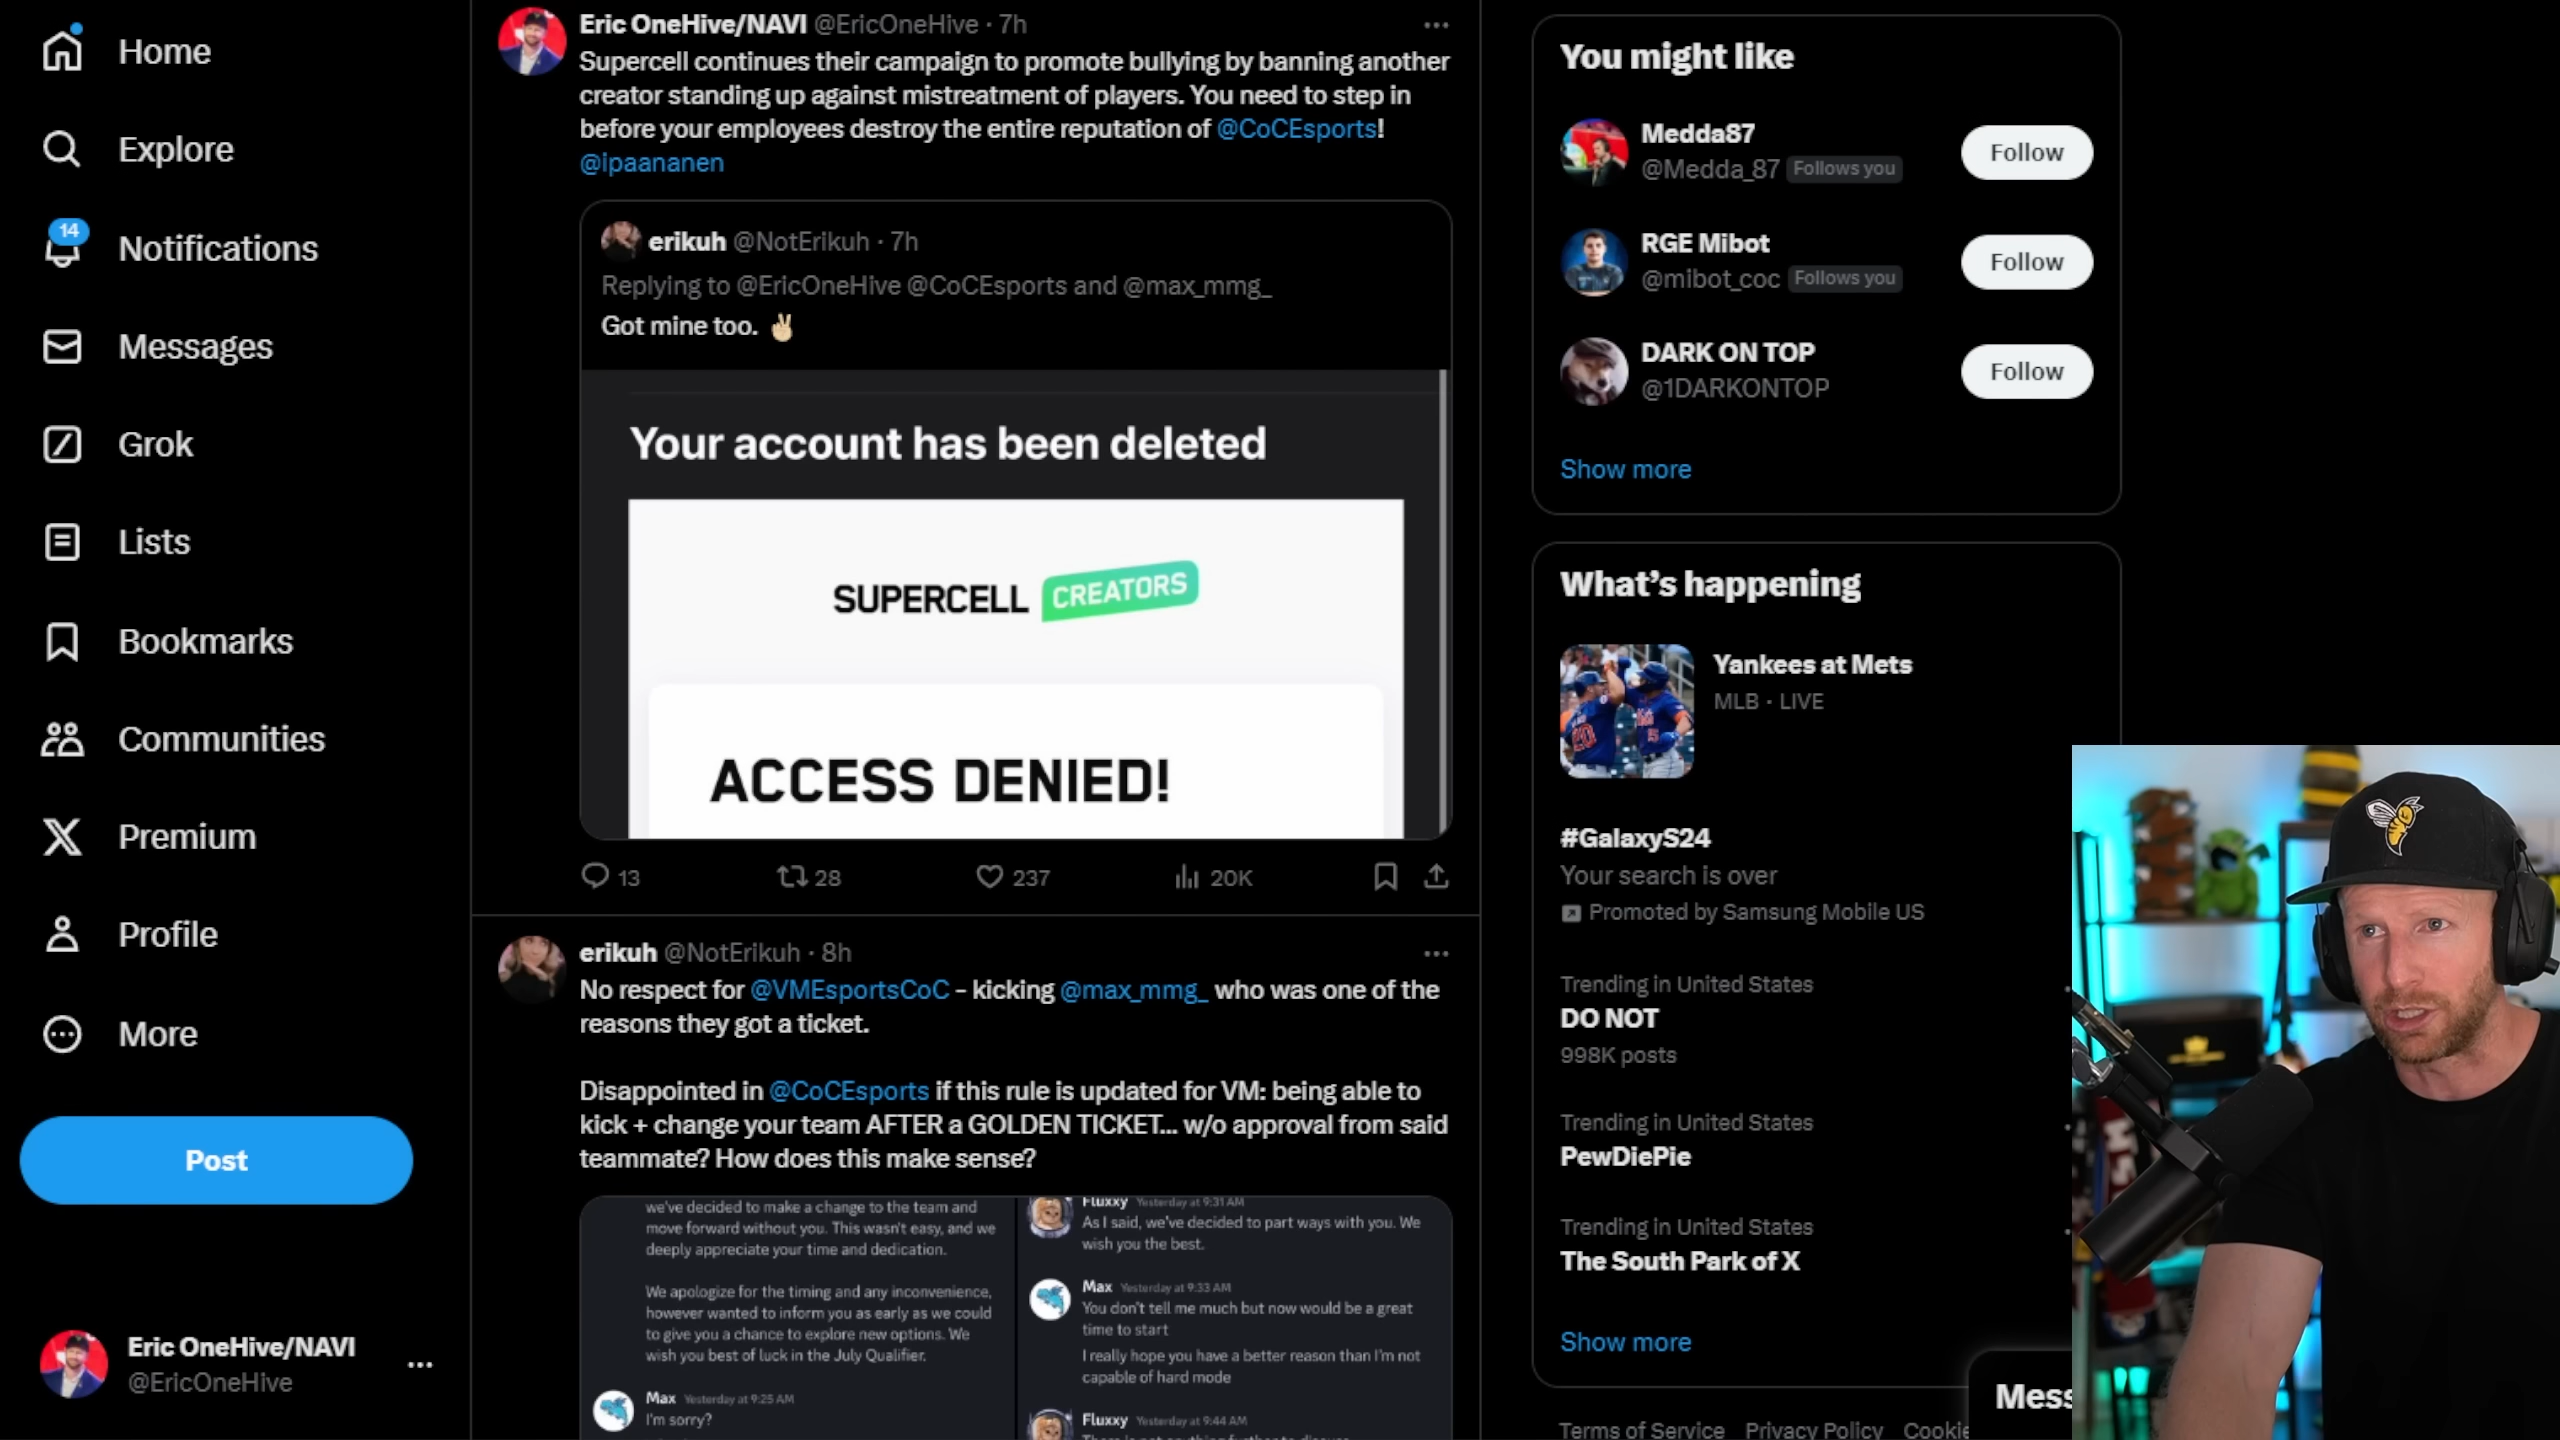 Home
Explore
14
Notifications
Messages
Grok
Lists
Bookmarks
Communities
Premium
Profile
More
Post
Eric OneHive/NAVI
@EricOneHive
Eric OneHive/NAVI @EricOneHive · 7h
Supercell continues their campaign to promote bullying by banning another
creator standing up against mistreatment of players. You need to step in
before your employees destroy the entire reputation of @CoCEsports!
@ipaananen
erikuh @NotErikuh · 7h
Replying to @EricOneHive @CoCEsports and @max_mmg_
Got mine too. ✌🏼
Your account has been deleted
SUPERCELL CREATORS
ACCESS DENIED!
13 28 237 20K
erikuh @NotErikuh · 8h
No respect for @VMEsportsCoC – kicking @max_mmg_ who was one of the
reasons they got a ticket.
Disappointed in @CoCEsports if this rule is updated for VM: being able to
kick + change your team AFTER a GOLDEN TICKET... w/o approval from said
teammate? How does this make sense?
we've decided to make a change to the team and
move forward without you. This wasn't easy, and we
deeply appreciate your time and dedication.
We apologize for the timing and any inconvenience,
however wanted to inform you as early as we could
to give you a chance to explore new options. We
wish you best of luck in the July Qualifier.
Max Yesterday at 9:25 AM
I'm sorry?
Fluxxy Yesterday at 9:31 AM
As I said, we've decided to part ways with you. We
wish you the best.
Max Yesterday at 9:33 AM
You don't tell me much but now would be a great
time to start
I really hope you have a better reason than I'm not
capable of hard mode
Fluxxy Yesterday at 9:44 AM
You might like
Medda87
@Medda_87 Follows you
Follow
RGE Mibot
@mibot_coc Follows you
Follow
DARK ON TOP
@1DARKONTOP
Follow
Show more
What's happening
Yankees at Mets
MLB · LIVE
#GalaxyS24
Your search is over
Promoted by Samsung Mobile US
Trending in United States
DO NOT
998K posts
Trending in United States
PewDiePie
Trending in United States
The South Park of X
Show more
Mess
Terms of Service Privacy Policy Cookie